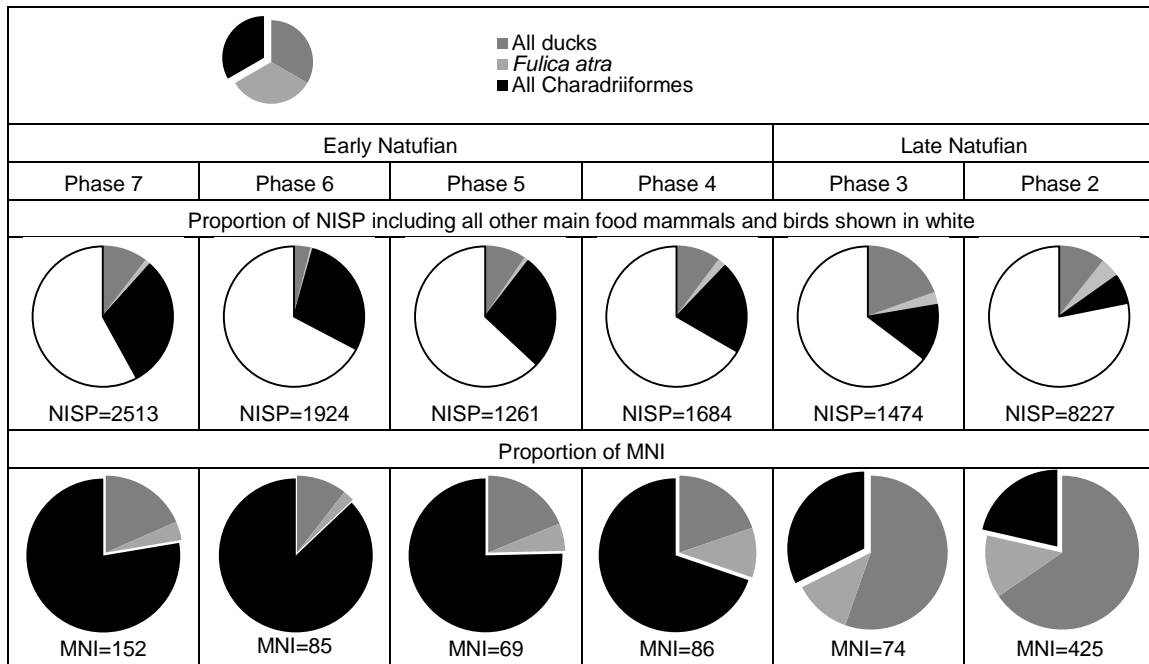 All ducks
Fulica atra
All Charadriiformes
Early Natufian Late Natufian
Phase 7 Phase 6 Phase 5 Phase 4 Phase 3 Phase 2
Proportion of NISP including all other main food mammals and birds shown in white
NISP=2513 NISP=1924 NISP=1261 NISP=1684 NISP=1474 NISP=8227
Proportion of MNI
MNI=152 MNI=85 MNI=69 MNI=86 MNI=74 MNI=425